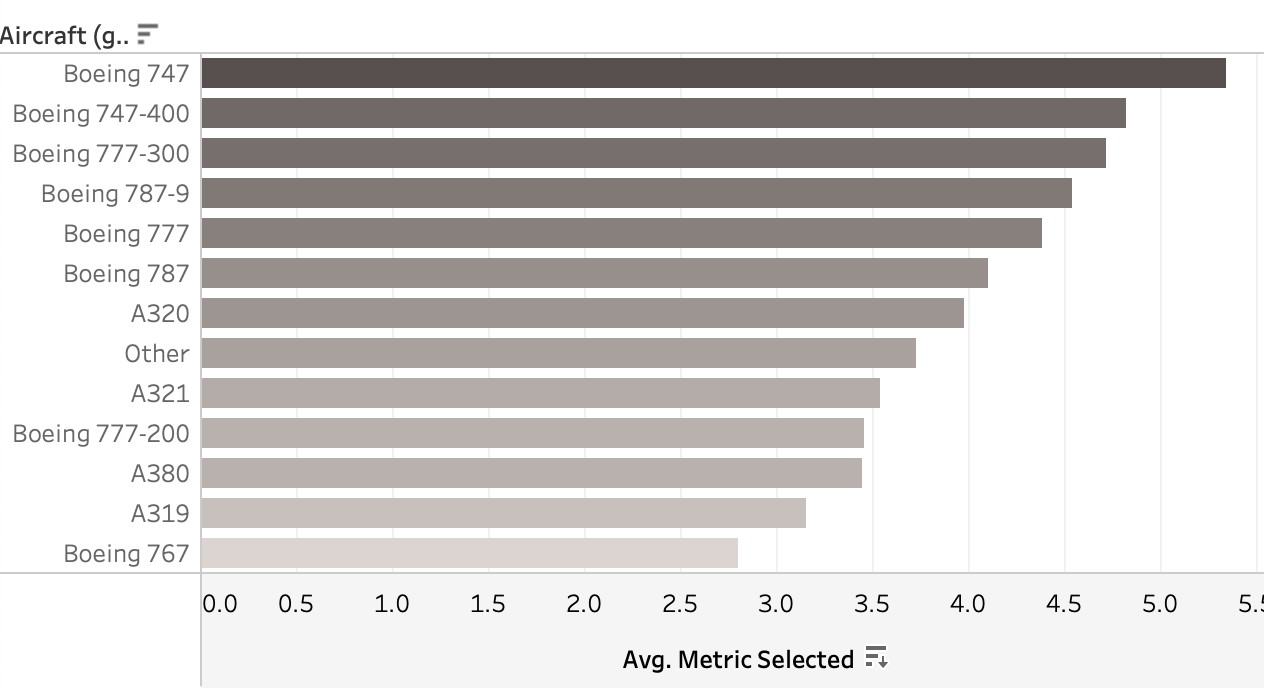 Aircraft (g..
Boeing 747
Boeing 747-400
Boeing 777-300
Boeing 787-9
Boeing 777
Boeing 787
A320
Other
A321
Boeing 777-200
A380
A319
Boeing 767
0.0 0.5 1.0 1.5 2.0 2.5 3.0 3.5 4.0 4.5 5.0 5.5
Avg. Metric Selected